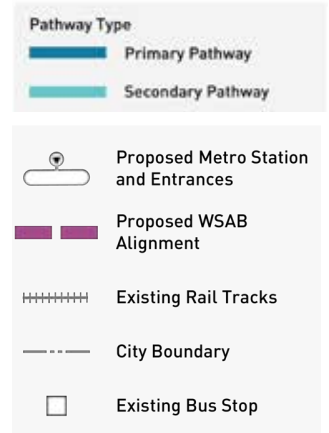 Pathway Type
Primary Pathway
Secondary Pathway
Proposed Metro Station
and Entrances
Proposed WSAB
Alignment
Existing Rail Tracks
City Boundary
Existing Bus Stop